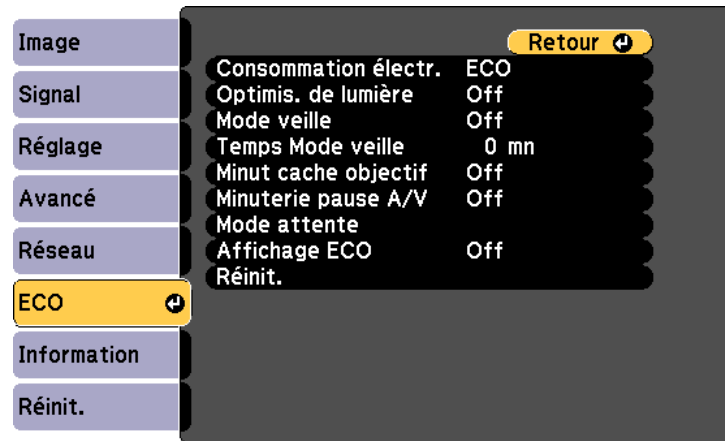 Image
Signal
Réglage
Avancé
Réseau
ECO
Information
Réinit.
Retour
Consommation électr. ECO
Optimis. de lumière Off
Mode veille Off
Temps Mode veille 0 mn
Minut cache objectif Off
Minuterie pause A/V Off
Mode attente
Affichage ECO Off
Réinit.